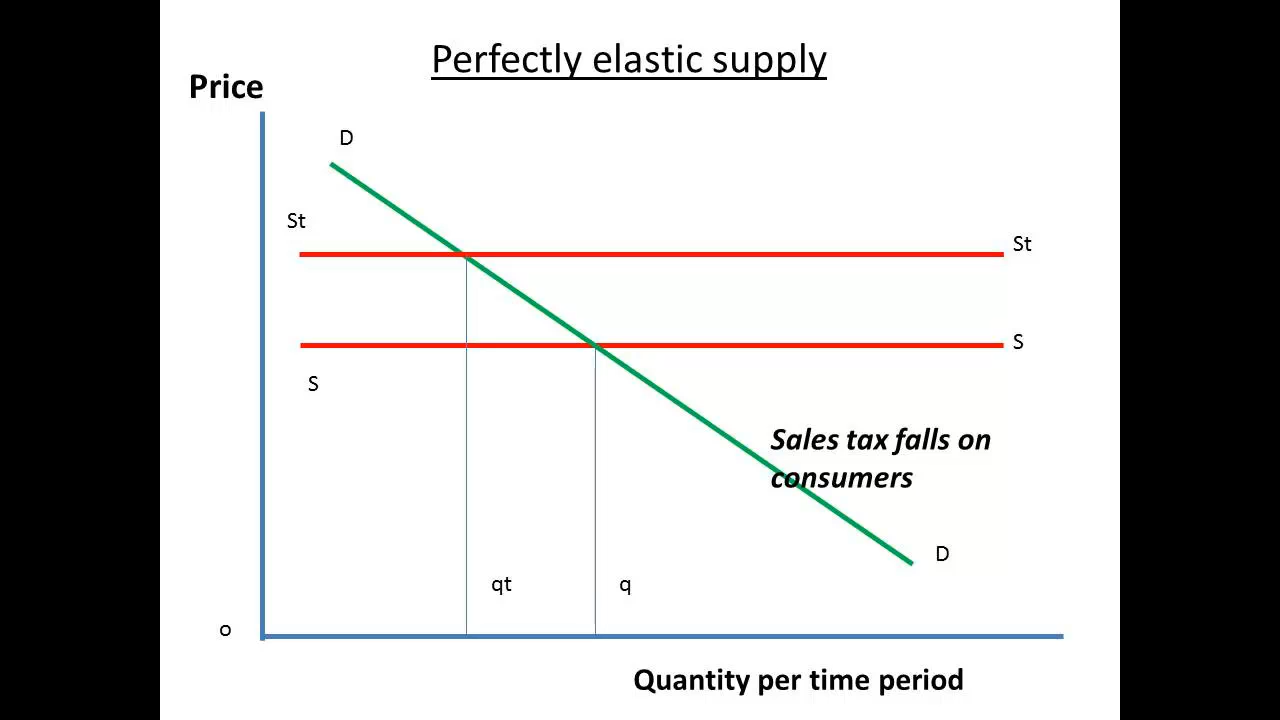 Perfectly elastic supply
Price
D
St
St
S
S
Sales tax falls on
consumers
D
qt
q
o
Quantity per time period